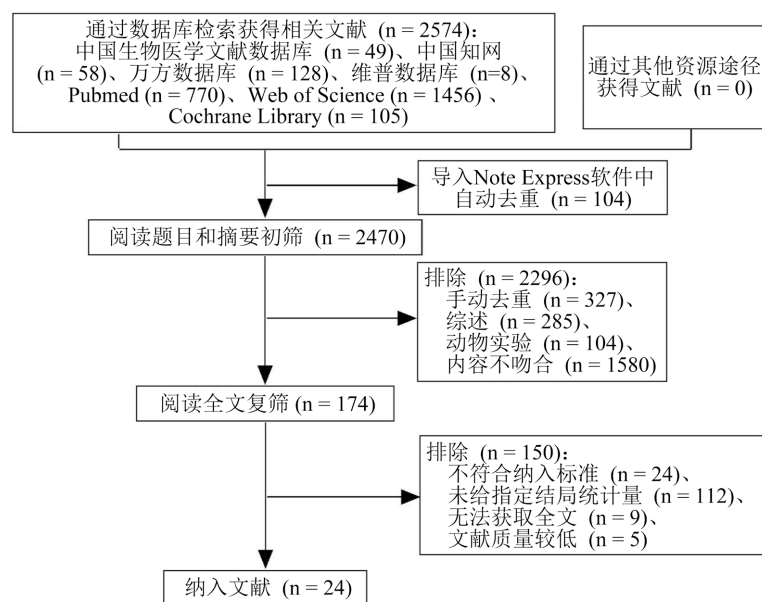 通过数据库检索获得相关文献 (n = 2574)：
中国生物医学文献数据库 (n = 49)、中国知网
(n = 58)、万方数据库 (n = 128)、维普数据库 (n=8)、
Pubmed (n = 770)、Web of Science (n = 1456) 、
Cochrane Library (n = 105)
通过其他资源途径
获得文献 (n = 0)
导入Note Express软件中
自动去重 (n = 104)
阅读题目和摘要初筛 (n = 2470)
排除 (n = 2296)：
手动去重 (n = 327)、
综述 (n = 285)、
动物实验 (n = 104)、
内容不吻合 (n = 1580)
阅读全文复筛 (n = 174)
排除 (n = 150)：
不符合纳入标准 (n = 24)、
未给指定结局统计量 (n = 112)、
无法获取全文 (n = 9)、
文献质量较低 (n = 5)
纳入文献 (n = 24)